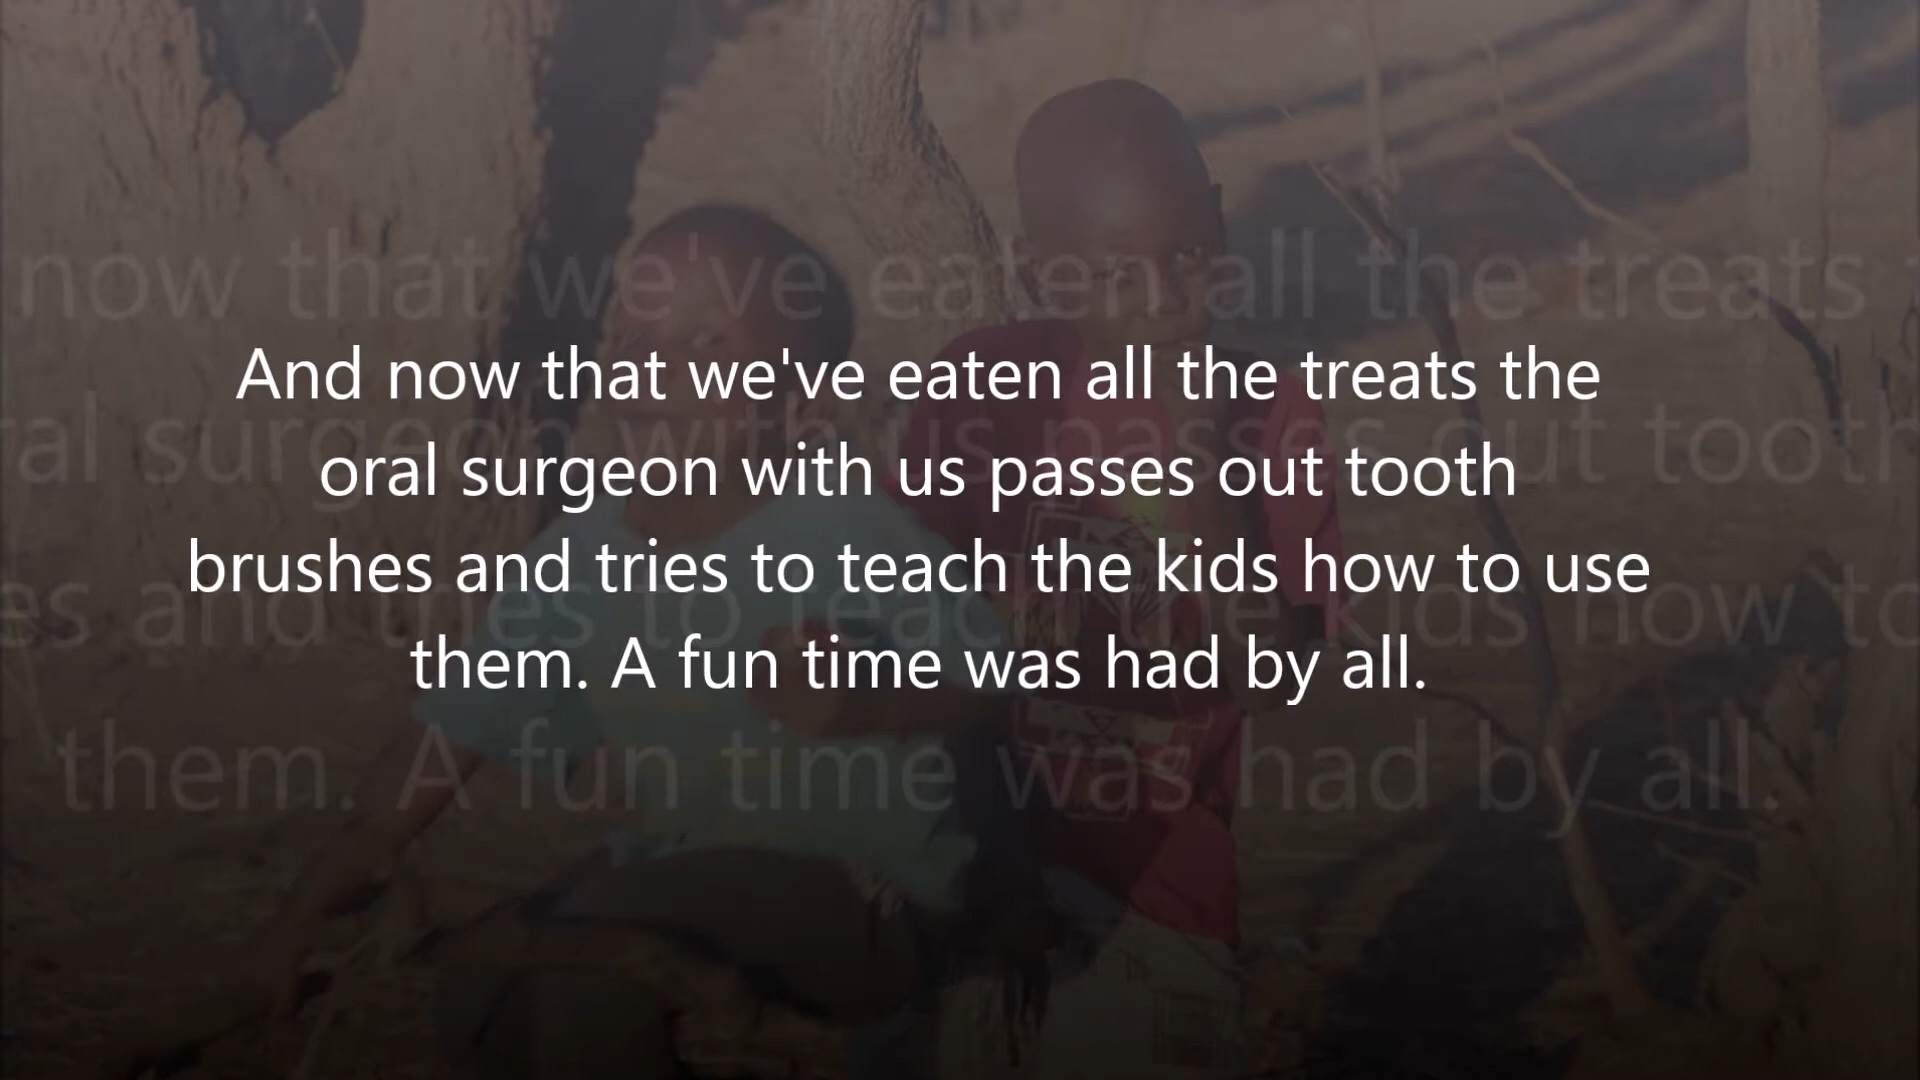 And now that we've eaten all the treats the
oral surgeon with us passes out tooth
brushes and tries to teach the kids how to use
them. A fun time was had by all.